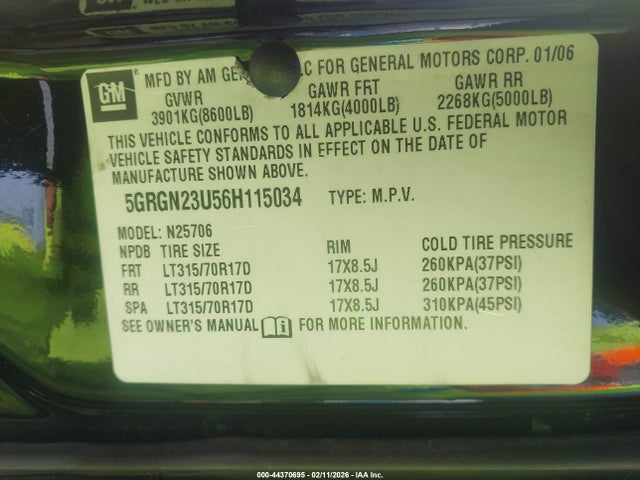 GM
MFD BY AM GE LC FOR GENERAL MOTORS CORP. 01/06
GVWR GAWR FRT GAWR RR
3901KG(8600LB) 1814KG(4000LB) 2268KG(5000LB)
THIS VEHICLE CONFORMS TO ALL APPLICABLE U.S. FEDERAL MOTOR
VEHICLE SAFETY STANDARDS IN EFFECT ON THE DATE OF
MANUFACTURE SHOWN ABOVE.
5GRGN23U56H115034 TYPE: M.P.V.
MODEL: N25706
NPDB TIRE SIZE RIM COLD TIRE PRESSURE
FRT LT315/70R17D 17X8.5J 260KPA(37PSI)
RR LT315/70R17D 17X8.5J 260KPA(37PSI)
SPA LT315/70R17D 17X8.5J 310KPA(45PSI)
SEE OWNER'S MANUAL FOR MORE INFORMATION.
000-44370695 - 02/11/2026 - IAA Inc.